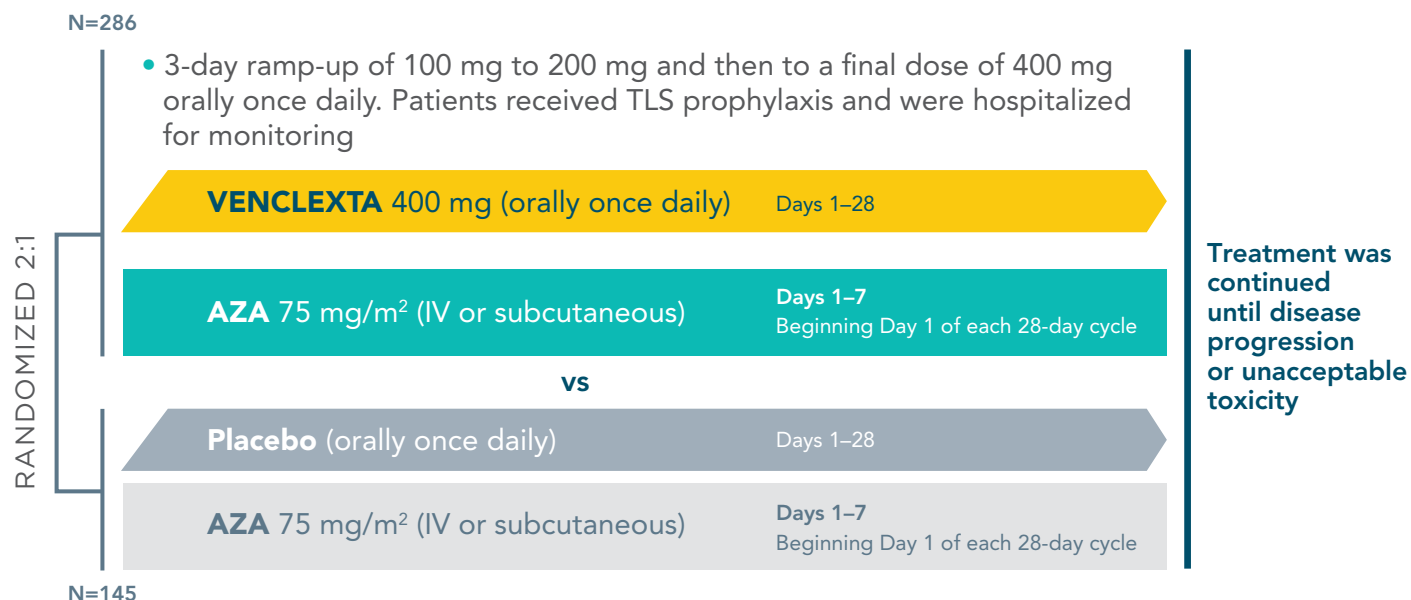 N=286
• 3-day ramp-up of 100 mg to 200 mg and then to a final dose of 400 mg
orally once daily. Patients received TLS prophylaxis and were hospitalized
for monitoring
VENCLEXTA 400 mg (orally once daily) Days 1–28
AZA 75 mg/m² (IV or subcutaneous) Days 1–7
Beginning Day 1 of each 28-day cycle
RANDOMIZED 2:1
vs
Placebo (orally once daily) Days 1–28
AZA 75 mg/m² (IV or subcutaneous) Days 1–7
Beginning Day 1 of each 28-day cycle
N=145
Treatment was
continued
until disease
progression
or unacceptable
toxicity